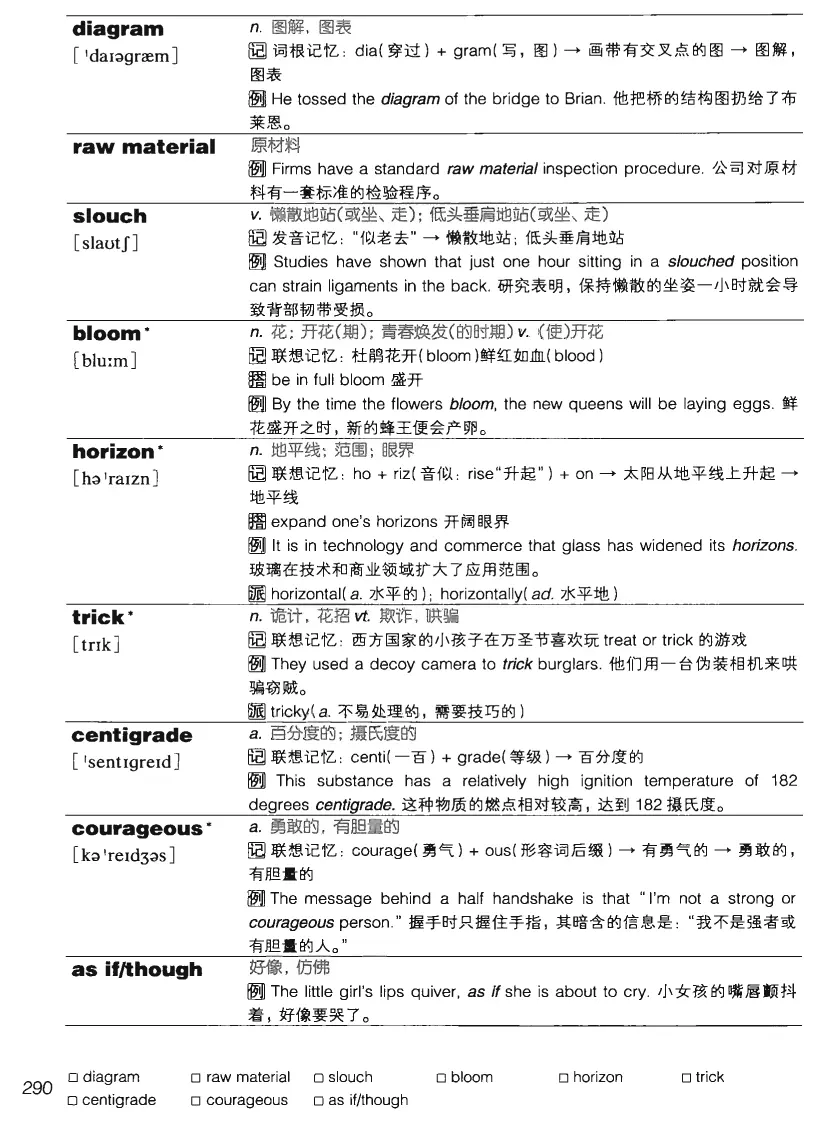 diagram n. 图解，图表
[ˈdaɪəgræm] 记 词根记忆：dia(穿过) + gram(写，图) → 画带有交叉点的图 → 图解，
图表
例 He tossed the diagram of the bridge to Brian. 他把桥的结构图扔给了布
莱恩。
raw material 原材料
例 Firms have a standard raw material inspection procedure. 公司对原材
料有一套标准的检验程序。
slouch v. 懒散地站(或坐、走)；低头垂肩地站(或坐、走)
[slaʊtʃ] 记 发音记忆："似老去" → 懒散地站；低头垂肩地站
例 Studies have shown that just one hour sitting in a slouched position
can strain ligaments in the back. 研究表明，保持懒散的坐姿一小时就会导
致背部韧带受损。
bloom* n. 花；开花(期)；青春焕发(的时期) v. (使)开花
[bluːm] 记 联想记忆：杜鹃花开(bloom)鲜红如血(blood)
搭 be in full bloom 盛开
例 By the time the flowers bloom, the new queens will be laying eggs. 鲜
花盛开之时，新的蜂王便会产卵。
horizon* n. 地平线；范围；眼界
[həˈraɪzn] 记 联想记忆：ho + riz(音似：rise"升起") + on → 太阳从地平线上升起 →
地平线
搭 expand one's horizons 开阔眼界
例 It is in technology and commerce that glass has widened its horizons.
玻璃在技术和商业领域扩大了应用范围。
派 horizontal(a. 水平的)；horizontally(ad. 水平地)
trick* n. 诡计，花招 vt. 欺诈，哄骗
[trɪk] 记 联想记忆：西方国家的小孩子在万圣节喜欢玩 treat or trick 的游戏
例 They used a decoy camera to trick burglars. 他们用一台伪装相机来哄
骗窃贼。
派 tricky(a. 不易处理的，需要技巧的)
centigrade a. 百分度的；摄氏度的
[ˈsentɪgreɪd] 记 联想记忆：centi(一百) + grade(等级) → 百分度的
例 This substance has a relatively high ignition temperature of 182
degrees centigrade. 这种物质的燃点相对较高，达到 182 摄氏度。
courageous* a. 勇敢的，有胆量的
[kəˈreɪdʒəs] 记 联想记忆：courage(勇气) + ous(形容词后缀) → 有勇气的 → 勇敢的，
有胆量的
例 The message behind a half handshake is that "I'm not a strong or
courageous person." 握手时只握住手指，其暗含的信息是："我不是强者或
有胆量的人。"
as if/though 好像，仿佛
例 The little girl's lips quiver, as if she is about to cry. 小女孩的嘴唇颤抖
着，好像要哭了。
□ diagram □ raw material □ slouch □ bloom □ horizon □ trick
290
□ centigrade □ courageous □ as if/though